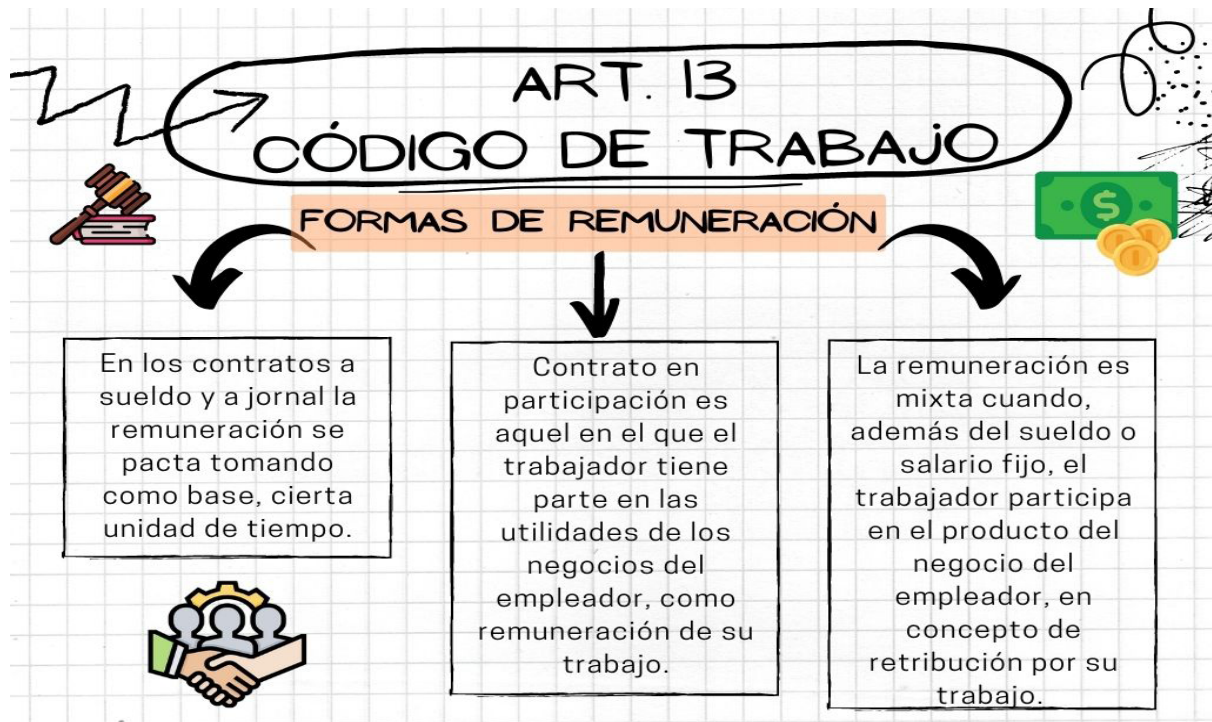 ART. 13
CÓDIGO DE TRABAJO
FORMAS DE REMUNERACIÓN
En los contratos a
sueldo y a jornal la
remuneración se
pacta tomando
como base, cierta
unidad de tiempo.
Contrato en
participación es
aquel en el que el
trabajador tiene
parte en las
utilidades de los
negocios del
empleador, como
remuneración de su
trabajo.
La remuneración es
mixta cuando,
además del sueldo o
salario fijo, el
trabajador participa
en el producto del
negocio del
empleador, en
concepto de
retribución por su
trabajo.